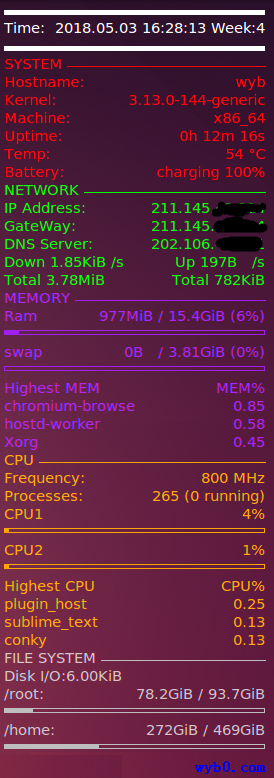 Time: 2018.05.03 16:28:13 Week:4
SYSTEM
Hostname: wyb
Kernel: 3.13.0-144-generic
Machine: x86_64
Uptime: 0h 12m 16s
Temp: 54 °C
Battery: charging 100%
NETWORK
IP Address: 211.145.
GateWay: 211.145.
DNS Server: 202.106.
Down 1.85KiB /s Up 197B /s
Total 3.78MiB Total 782KiB
MEMORY
Ram 977MiB / 15.4GiB (6%)
swap 0B / 3.81GiB (0%)
Highest MEM MEM%
chromium-browse 0.85
hostd-worker 0.58
Xorg 0.45
CPU
Frequency: 800 MHz
Processes: 265 (0 running)
CPU1 4%
CPU2 1%
Highest CPU CPU%
plugin_host 0.25
sublime_text 0.13
conky 0.13
FILE SYSTEM
Disk I/O:6.00KiB
/root: 78.2GiB / 93.7GiB
/home: 272GiB / 469GiB
wyb0.com